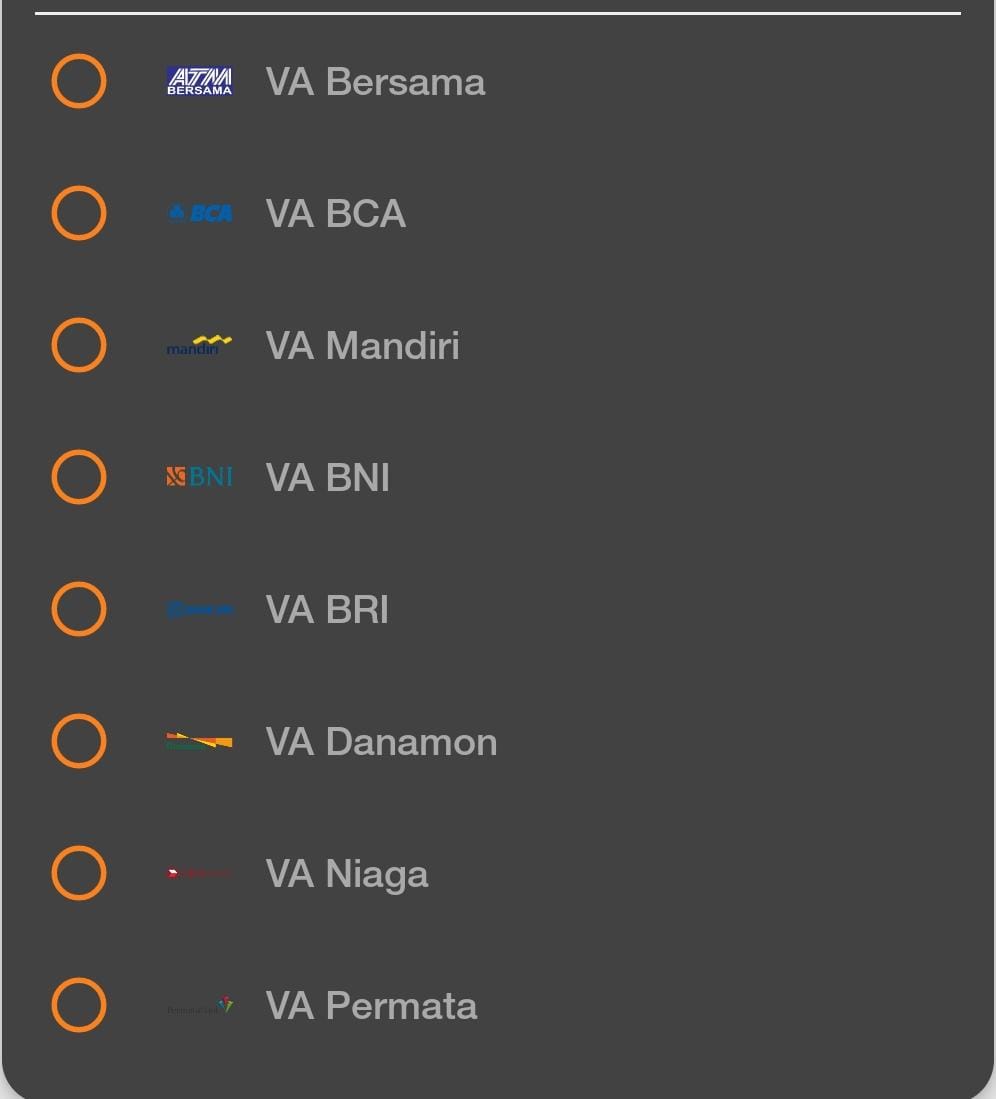 ATM
BERSAMA
VA Bersama
BCA
VA BCA
mandiri
VA Mandiri
BNI
VA BNI
VA BRI
VA Danamon
VA Niaga
VA Permata